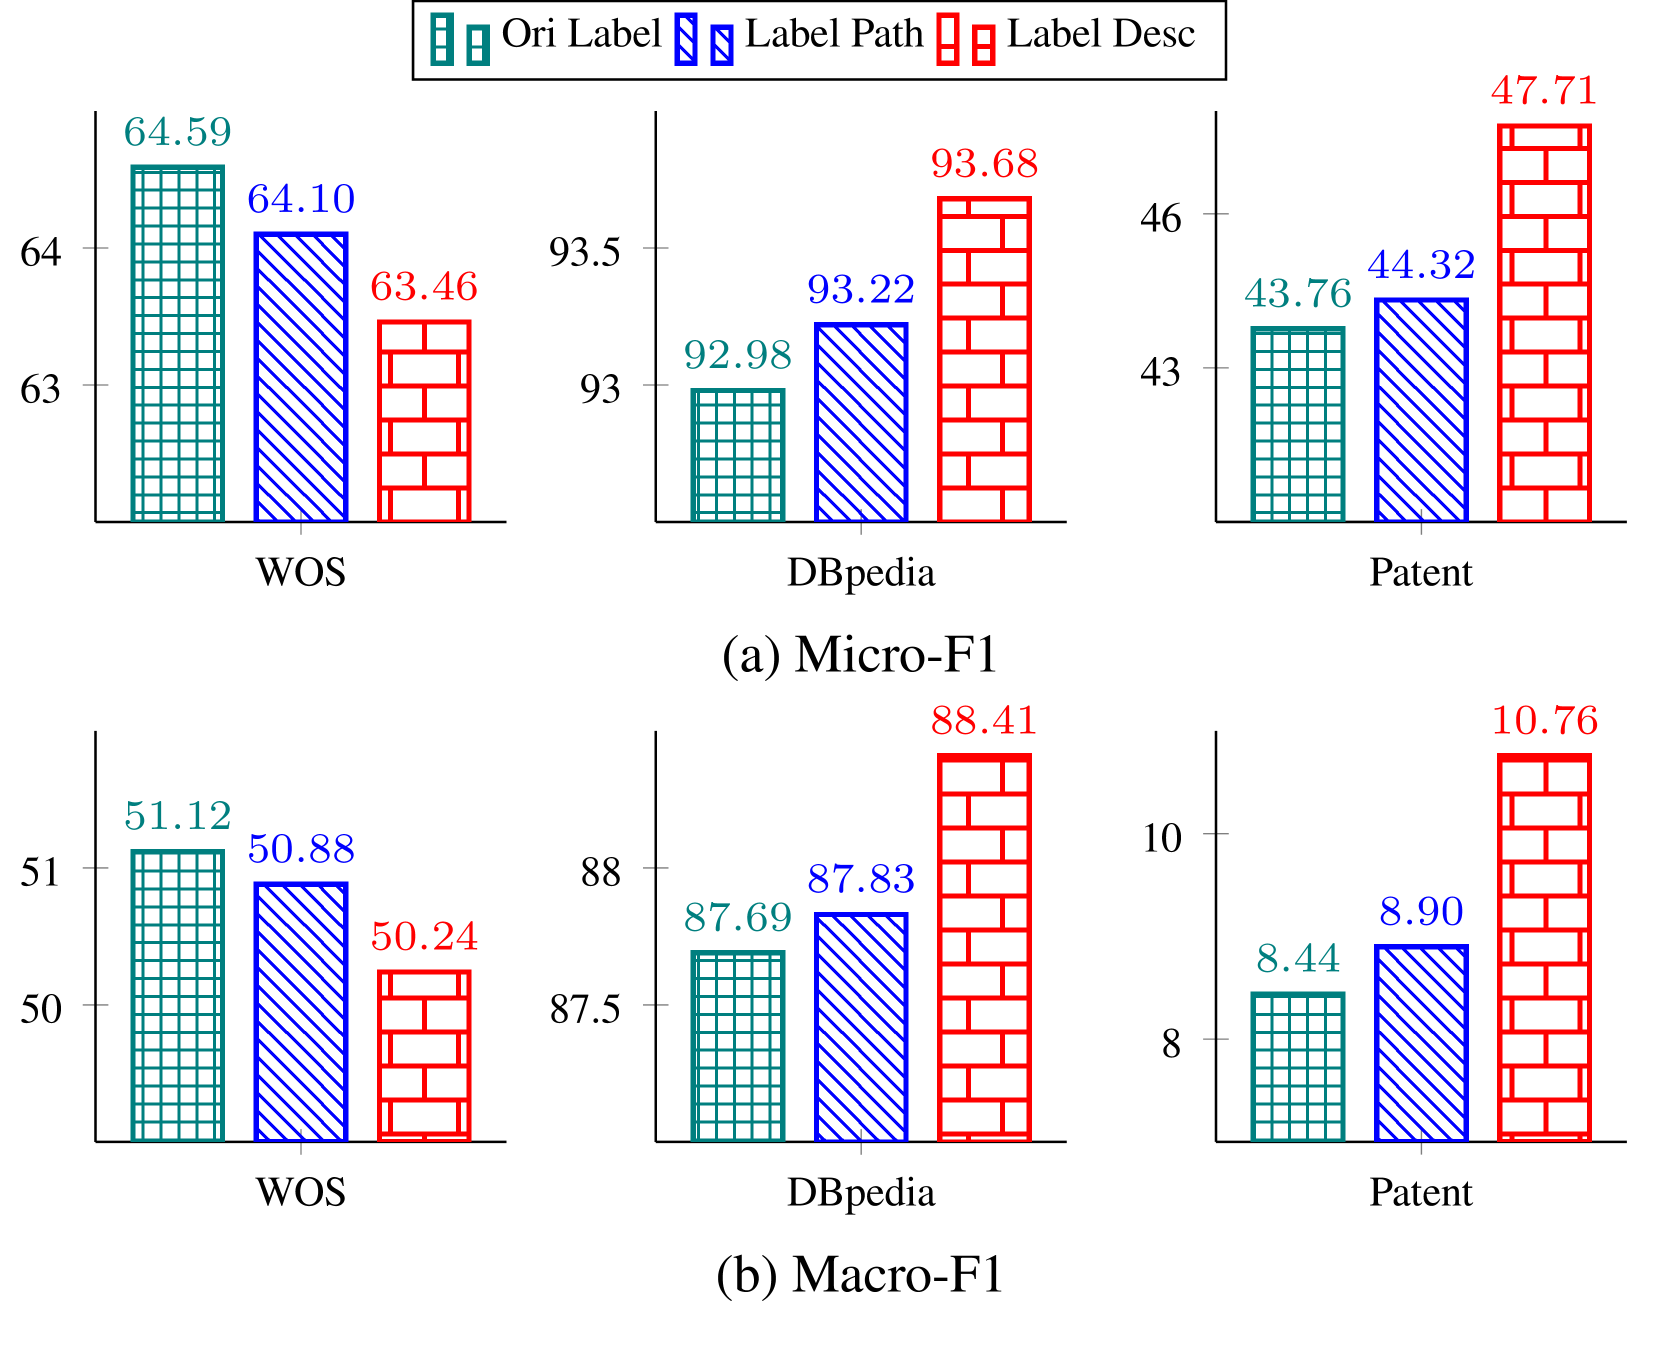 Ori Label Label Path Label Desc
64.59 64.10 63.46
64
63
WOS
93.68 93.22 92.98
93.5
93
DBpedia
47.71 44.32 43.76
46
43
Patent
(a) Micro-F1
51.12 50.88 50.24
51
50
WOS
88.41 87.83 87.69
88
87.5
DBpedia
10.76 8.90 8.44
10
8
Patent
(b) Macro-F1